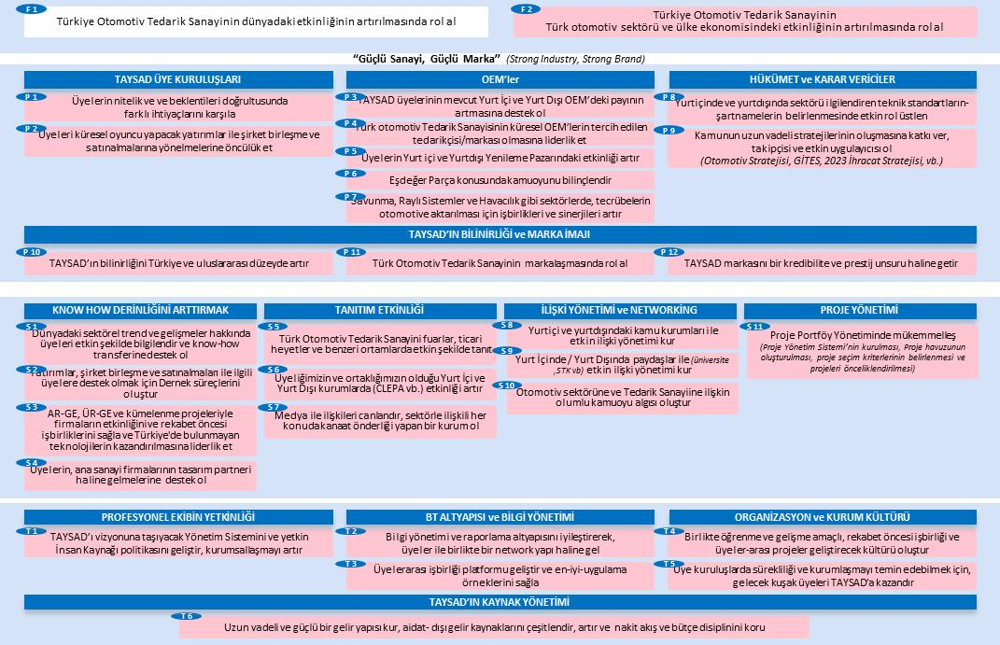 F 1
Türkiye Otomotiv Tedarik Sanayinin dünyadaki etkinliğinin artırılmasında rol al
F 2
Türkiye Otomotiv Tedarik Sanayinin
Türk otomotiv sektörü ve ülke ekonomisindeki etkinliğinin artırılmasında rol al
“Güçlü Sanayi, Güçlü Marka” (Strong Industry, Strong Brand)
TAYSAD ÜYE KURULUŞLARI
P 1
Üyelerin nitelik ve ve beklentileri doğrultusunda
farklı ihtiyaçlarını karşıla
P 2
Üyeleri küresel oyuncu yapacak yatırımlar ile şirket birleşme ve
satınalmalarına yönelmelerine öncülük et
OEM’ler
P 3
TAYSAD üyelerinin mevcut Yurt İçi ve Yurt Dışı OEM’deki payının
artmasına destek ol
P 4
Türk otomotiv Tedarik Sanayisinin küresel OEM’lerin tercih edilen
tedarikçisi/markası olmasına liderlik et
P 5
Üyelerin Yurt içi ve Yurtdışı Yenileme Pazarındaki etkinliği artır
P 6
Eşdeğer Parça konusunda kamuoyunu bilinçlendir
P 7
Savunma, Raylı Sistemler ve Havacılık gibi sektörlerde, tecrübelerin
otomotive aktarılması için işbirlikleri ve sinerjileri artır
HÜKÜMET ve KARAR VERİCİLER
P 8
Yurtiçinde ve yurtdışında sektörü ilgilendiren teknik standartların-
şartnamelerin belirlenmesinde etkin rol üstlen
P 9
Kamunun uzun vadeli stratejilerinin oluşmasına katkı ver,
takipçisi ve etkin uygulayıcısı ol
(Otomotiv Stratejisi, GİTES, 2023 İhracat Stratejisi, vb.)
TAYSAD’IN BİLİNİRLİĞİ ve MARKA İMAJI
P 10
TAYSAD’ın bilinirliğini Türkiye ve uluslararası düzeyde artır
P 11
Türk Otomotiv Tedarik Sanayinin markalaşmasında rol al
P 12
TAYSAD markasını bir kredibilite ve prestij unsuru haline getir
KNOW HOW DERİNLİĞİNİ ARTTIRMAK
S 1
Dünyadaki sektörel trend ve gelişmeler hakkında
üyeleri etkin şekilde bilgilendir ve know-how
transferine destek ol
S 2
Yatırımlar, şirket birleşme ve satınalmaları ile ilgili
üyelere destek olmak için Dernek süreçlerini
oluştur
S 3
AR-GE, ÜR-GE ve kümelenme projeleriyle
firmaların etkinliğini ve rekabet öncesi
işbirliklerini sağla ve Türkiye'de bulunmayan
teknolojilerin kazandırılmasına liderlik et
S 4
Üyelerin, ana sanayi firmalarının tasarım partneri
haline gelmelerine destek ol
TANITIM ETKİNLİĞİ
S 5
Türk Otomotiv Tedarik Sanayini fuarlar, ticari
heyetler ve benzeri ortamlarda etkin şekilde tanıt
S 6
Üyeliğimizin ve ortaklığımızın olduğu Yurt İçi ve
Yurt Dışı kurumlarda (CLEPA vb.) etkinliği artır
S 7
Medya ile ilişkileri canlandır, sektörle ilişkili her
konuda kanaat önderliği yapan bir kurum ol
İLİŞKİ YÖNETİMİ ve NETWORKİNG
S 8
Yurtiçi ve yurtdışındaki kamu kurumları ile
etkin ilişki yönetimi kur
S 9
Yurt İçinde / Yurt Dışında paydaşlar ile (üniversite
,STK vb) etkin ilişki yönetimi kur
S 10
Otomotiv sektörüne ve Tedarik Sanayiine ilişkin
olumlu kamuoyu algısı oluştur
PROJE YÖNETİMİ
S 11
Proje Portföy Yönetiminde mükemmelleş
(Proje Yönetim Sistemi’nin kurulması, Proje havuzunun
oluşturulması, proje seçim kriterlerinin belirlenmesi ve
projeleri önceliklendirilmesi)
PROFESYONEL EKİBİN YETKİNLİĞİ
T 1
TAYSAD’ı vizyonuna taşıyacak Yönetim Sistemini ve yetkin
İnsan Kaynağı politikasını geliştir, kurumsallaşmayı artır
BT ALTYAPISI ve BİLGİ YÖNETİMİ
T 2
Bilgi yönetimi ve raporlama altyapısını iyileştirerek,
üyeler ile birlikte bir network yapı haline gel
T 3
Üyelerarası işbirliği platformu geliştir ve en-iyi-uygulama
örneklerini sağla
ORGANİZASYON ve KURUM KÜLTÜRÜ
T 4
Birlikte öğrenme ve gelişme amaçlı, rekabet öncesi işbirliği ve
üyeler-arası projeler geliştirecek kültürü oluştur
T 5
Üye kuruluşlarda sürekliliği ve kurumlaşmayı temin edebilmek için,
gelecek kuşak üyeleri TAYSAD’a kazandır
TAYSAD’IN KAYNAK YÖNETİMİ
T 6
Uzun vadeli ve güçlü bir gelir yapısı kur, aidat- dışı gelir kaynaklarını çeşitlendir, artır ve nakit akış ve bütçe disiplinini koru